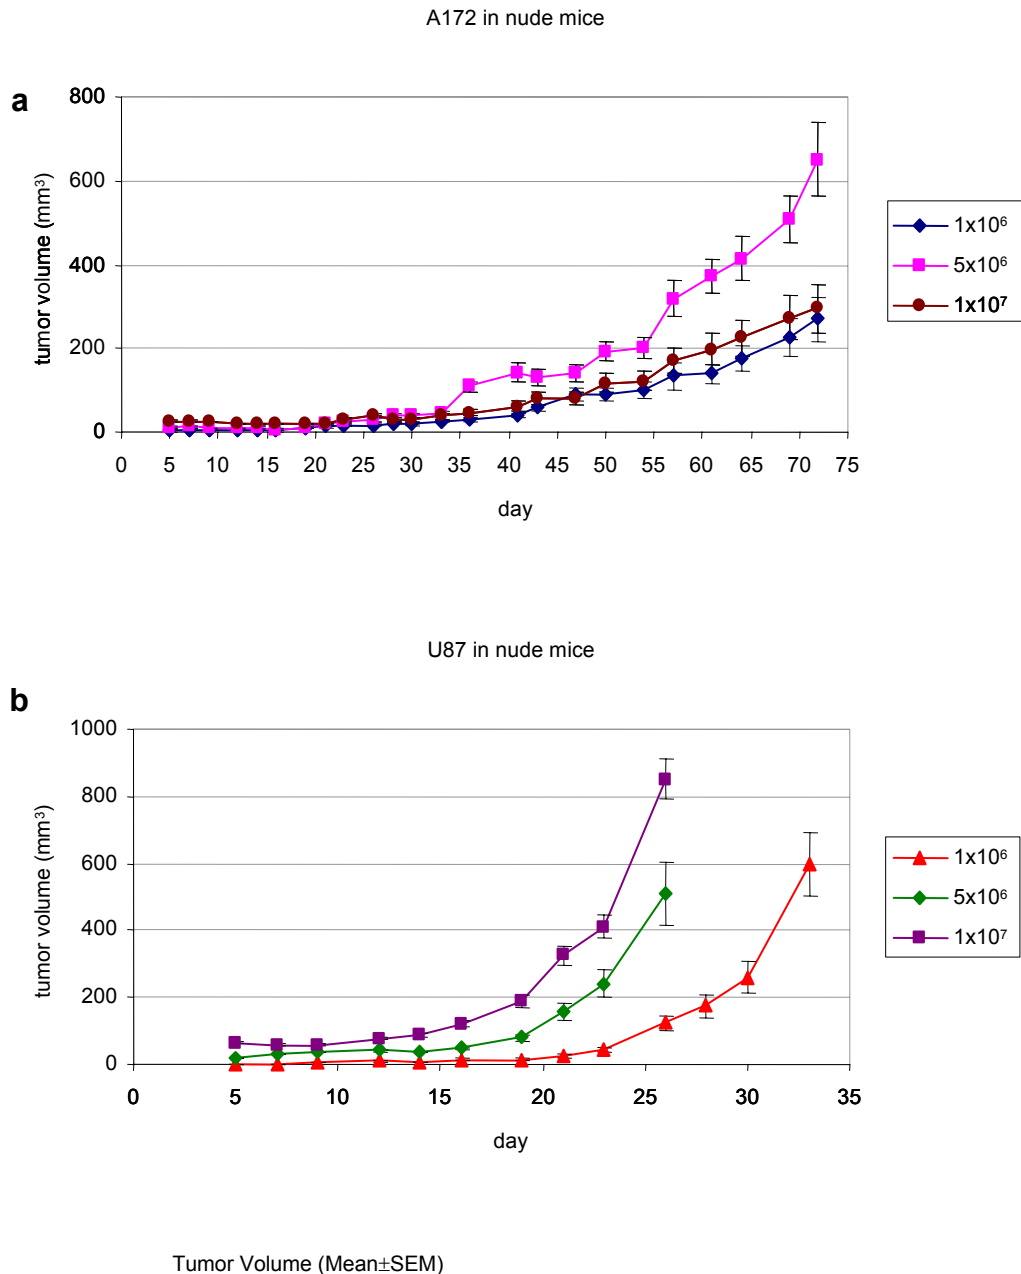 A172 in nude mice
a
tumor volume (mm³)
800
600
400
200
0
0 5 10 15 20 25 30 35 40 45 50 55 60 65 70 75
day
1x10⁶
5x10⁶
1x10⁷
U87 in nude mice
b
tumor volume (mm³)
1000
800
600
400
200
0
0 5 10 15 20 25 30 35
day
1x10⁶
5x10⁶
1x10⁷
Tumor Volume (Mean±SEM)